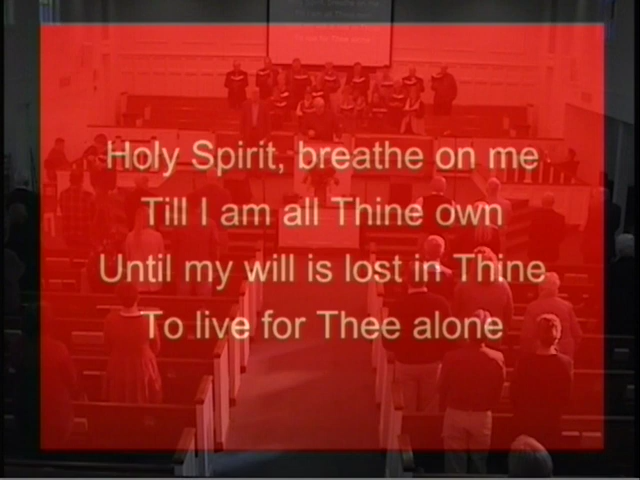 Holy Spirit, breathe on me
Till I am all Thine own
Until my will is lost in Thine
To live for Thee alone